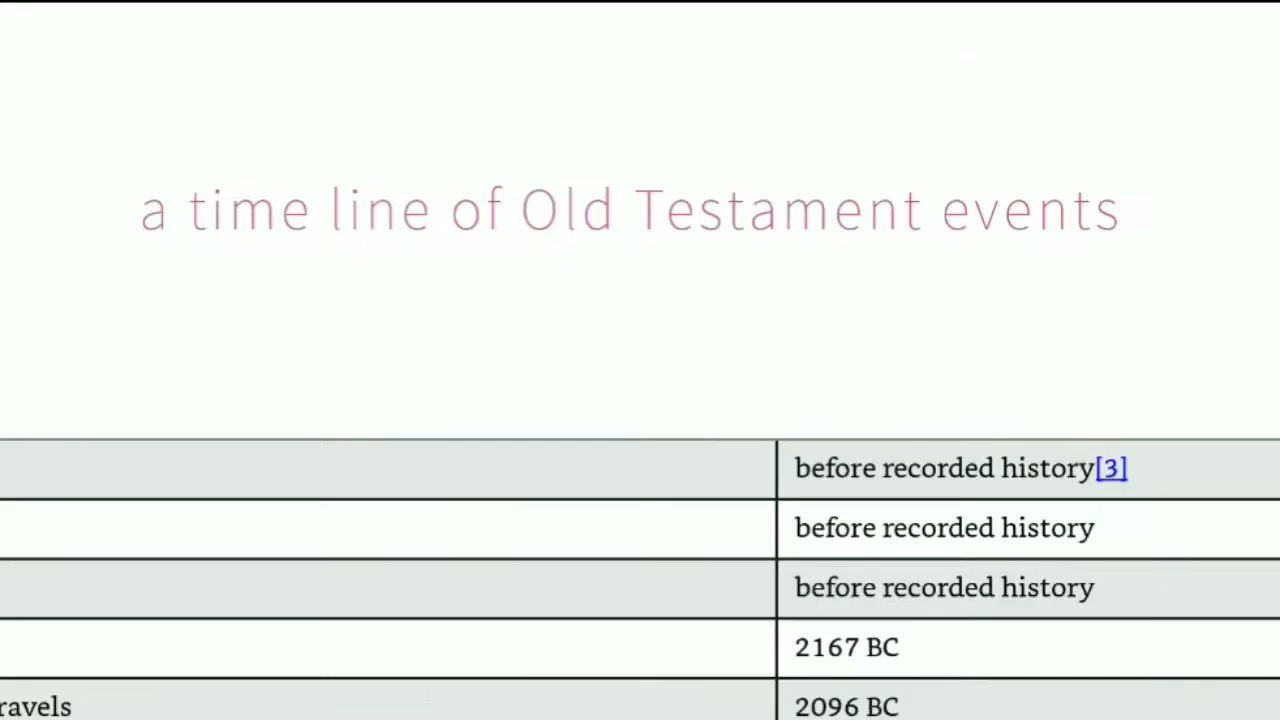 a time line of Old Testament events
before recorded history[3]
before recorded history
before recorded history
2167 BC
ravels 2096 BC